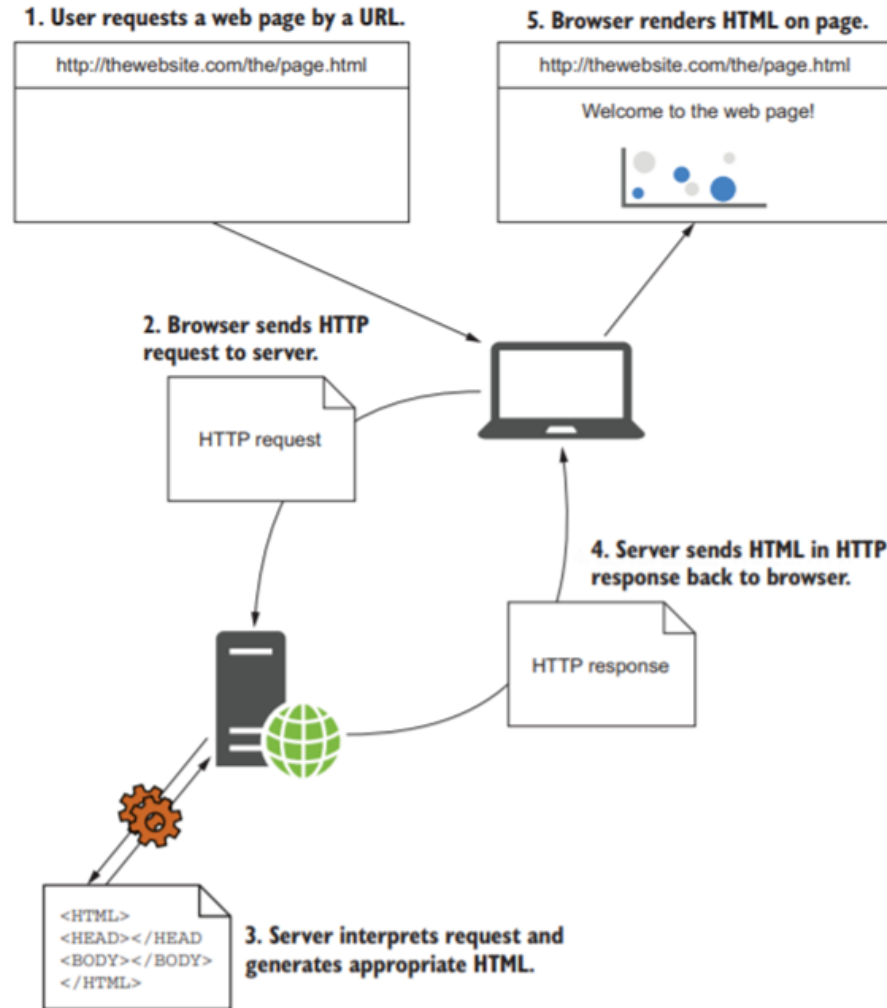 1. User requests a web page by a URL.
http://thewebsite.com/the/page.html
5. Browser renders HTML on page.
http://thewebsite.com/the/page.html
Welcome to the web page!
2. Browser sends HTTP
request to server.
HTTP request
4. Server sends HTML in HTTP
response back to browser.
HTTP response
<HTML>
<HEAD></HEAD
<BODY></BODY>
</HTML>
3. Server interprets request and
generates appropriate HTML.